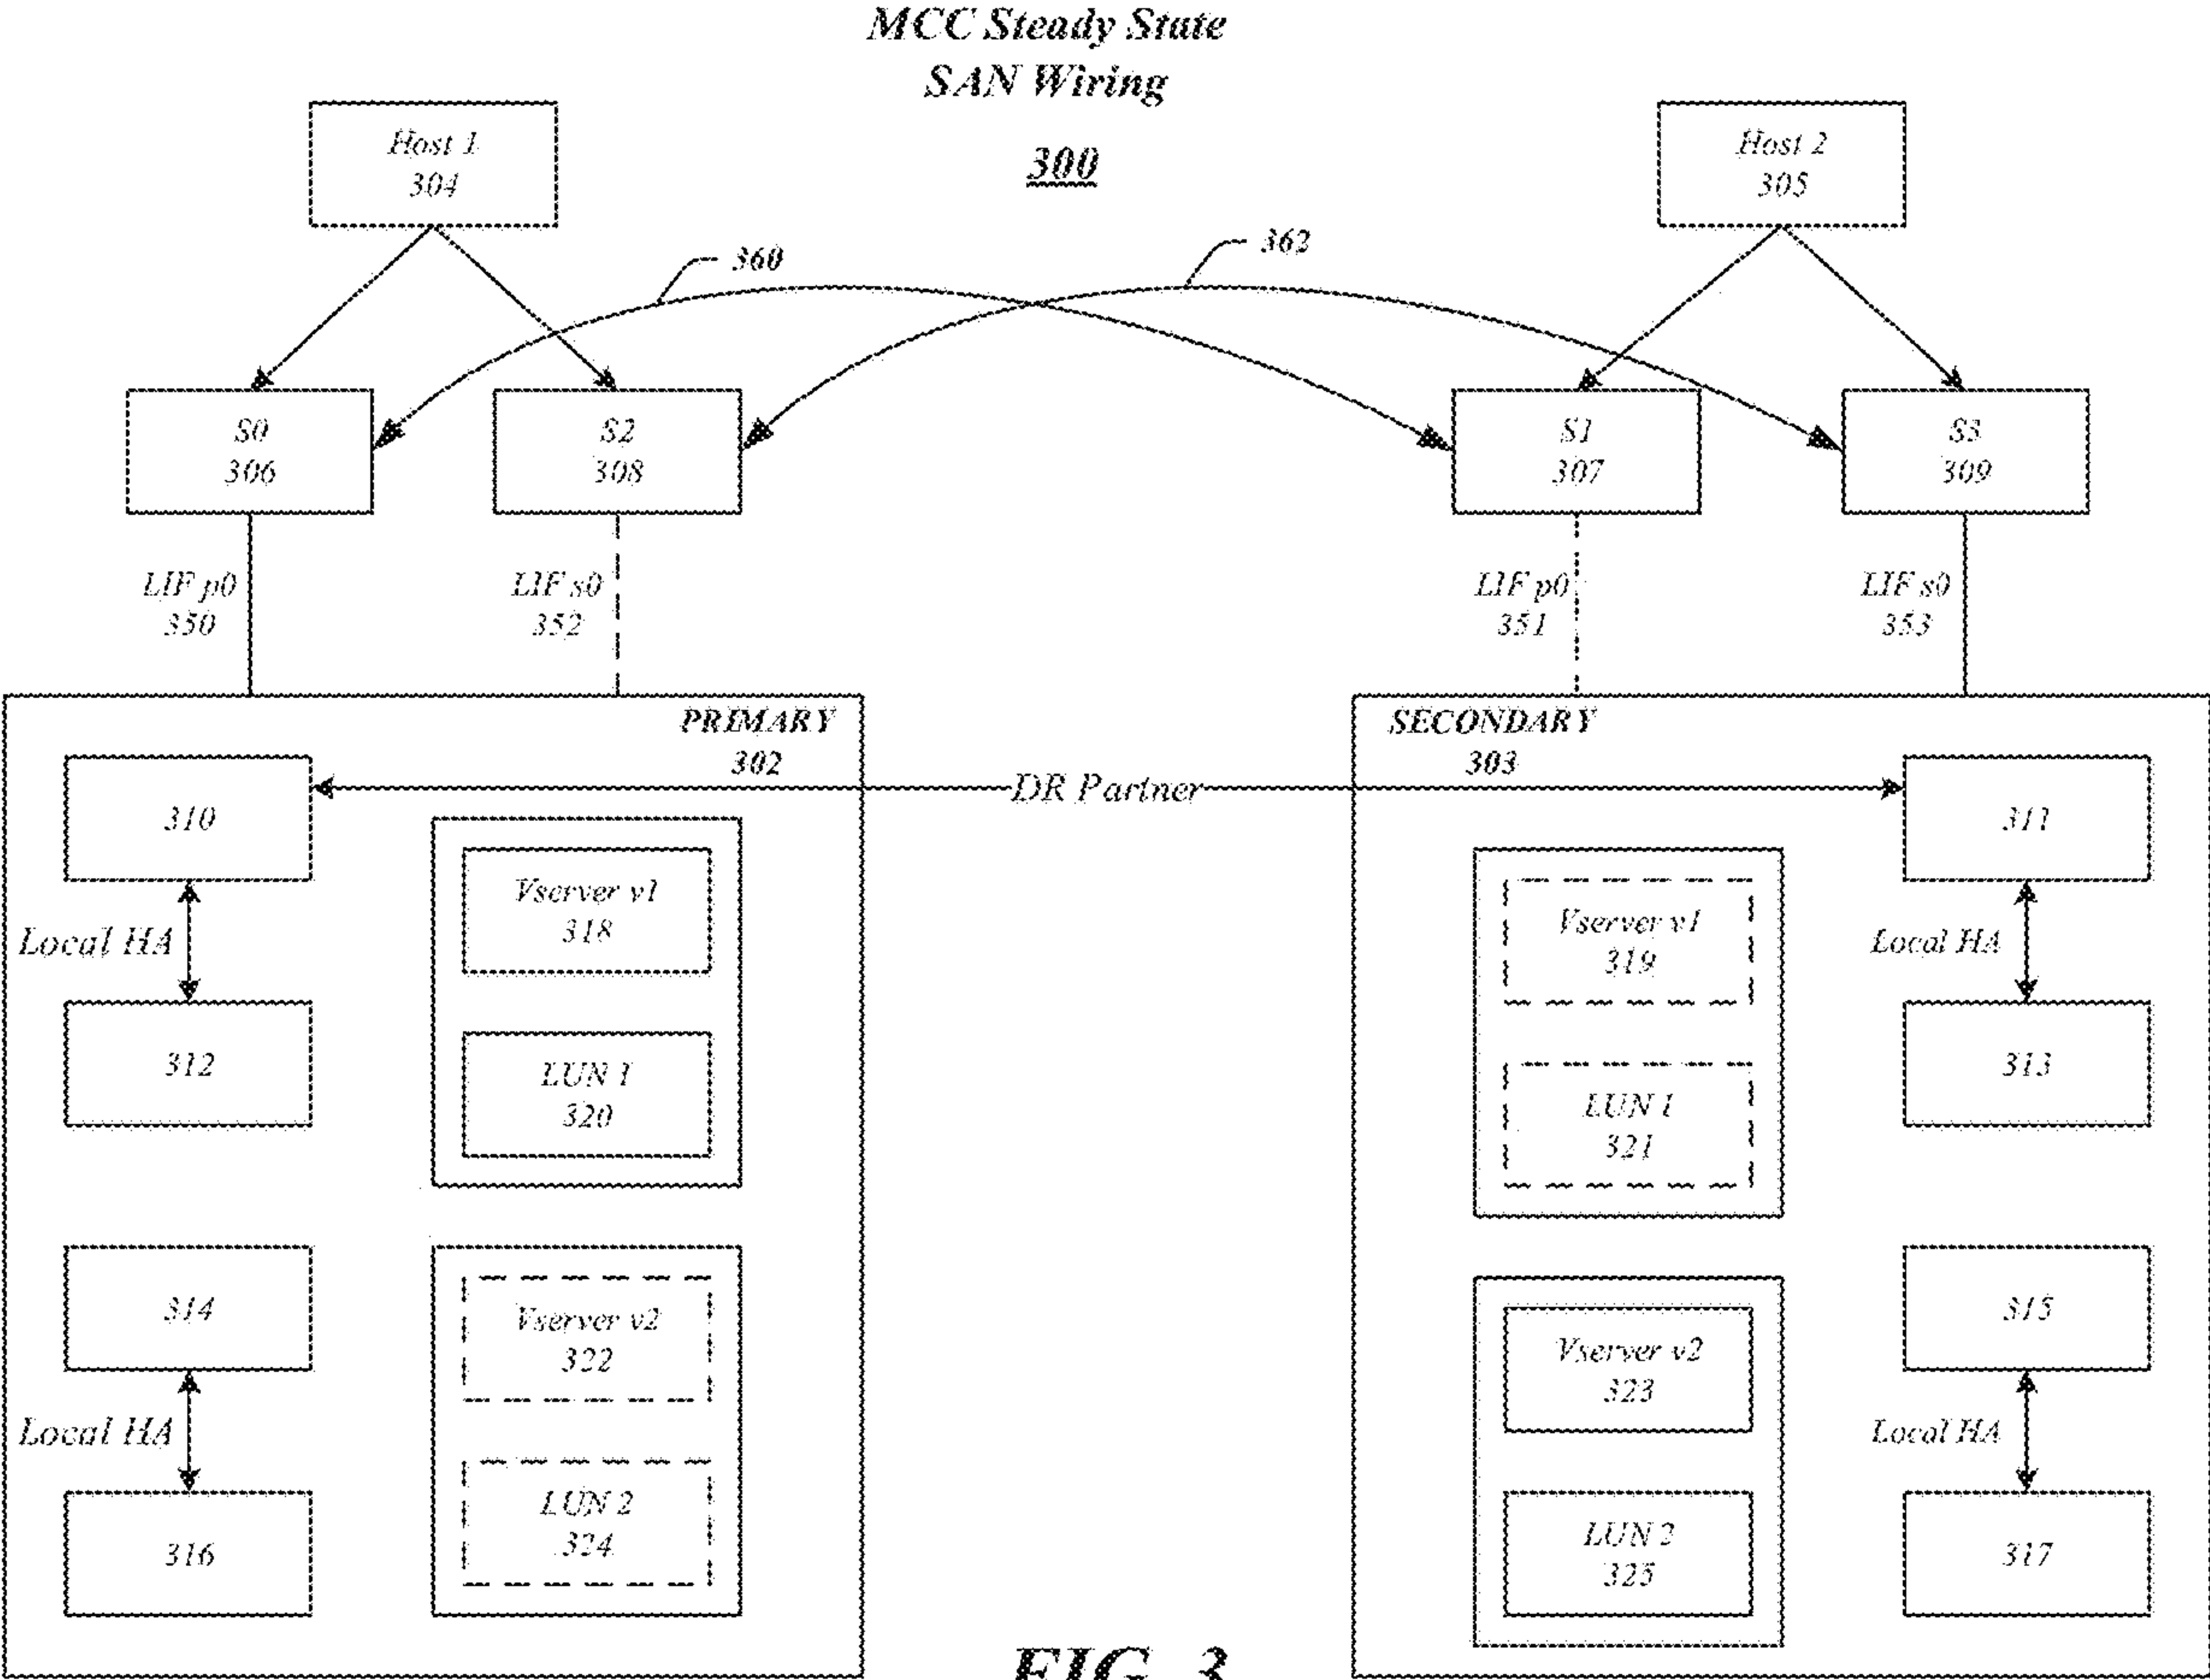 MCC Steady State
SAN Wiring
300
Host 1
304
Host 2
305
360
362
S0
306
S2
308
S1
307
S3
309
LIF p0
350
LIF s0
352
LIF p0
351
LIF s0
353
PRIMARY
302
SECONDARY
303
DR Partner
310
Local HA
312
Vserver v1
318
LUN 1
320
314
Local HA
316
Vserver v2
322
LUN 2
324
Vserver v1
319
LUN 1
321
311
Local HA
313
Vserver v2
323
LUN 2
325
315
Local HA
317
FIG. 3